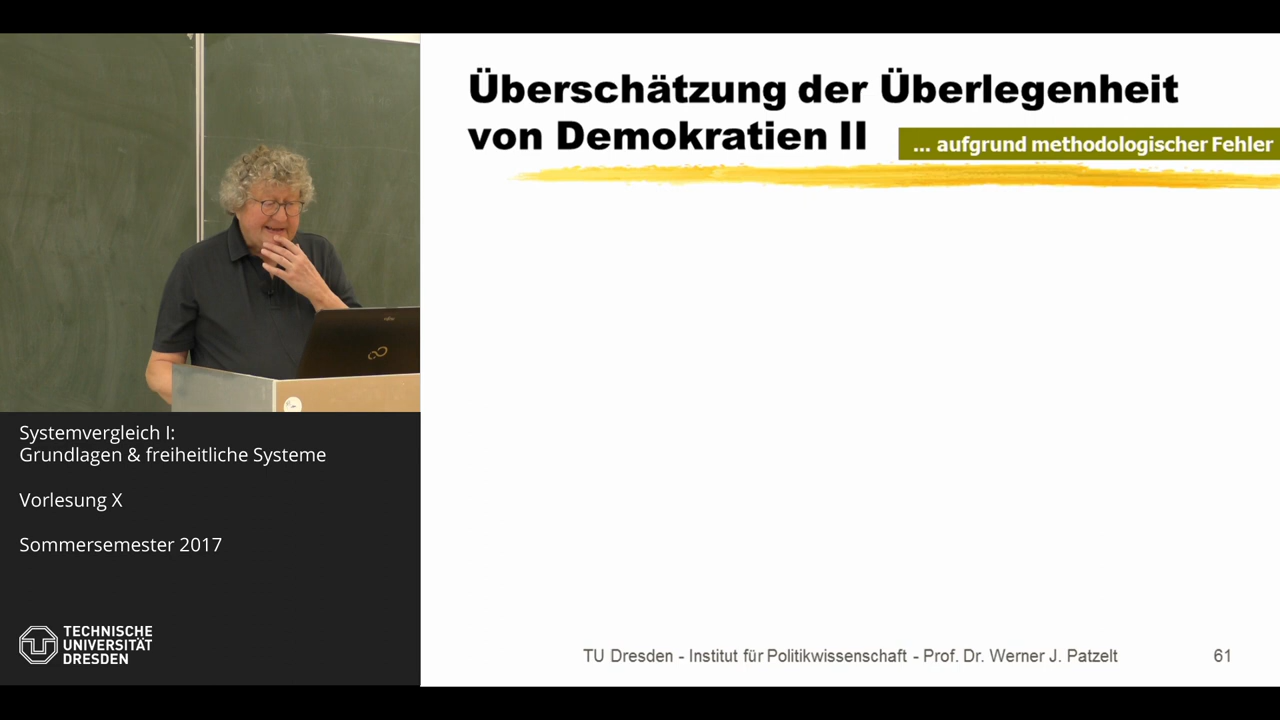 Überschätzung der Überlegenheit
von Demokratien II
... aufgrund methodologischer Fehler
Systemvergleich I:
Grundlagen & freiheitliche Systeme
Vorlesung X
Sommersemester 2017
TECHNISCHE
UNIVERSITÄT
DRESDEN
TU Dresden - Institut für Politikwissenschaft - Prof. Dr. Werner J. Patzelt
61